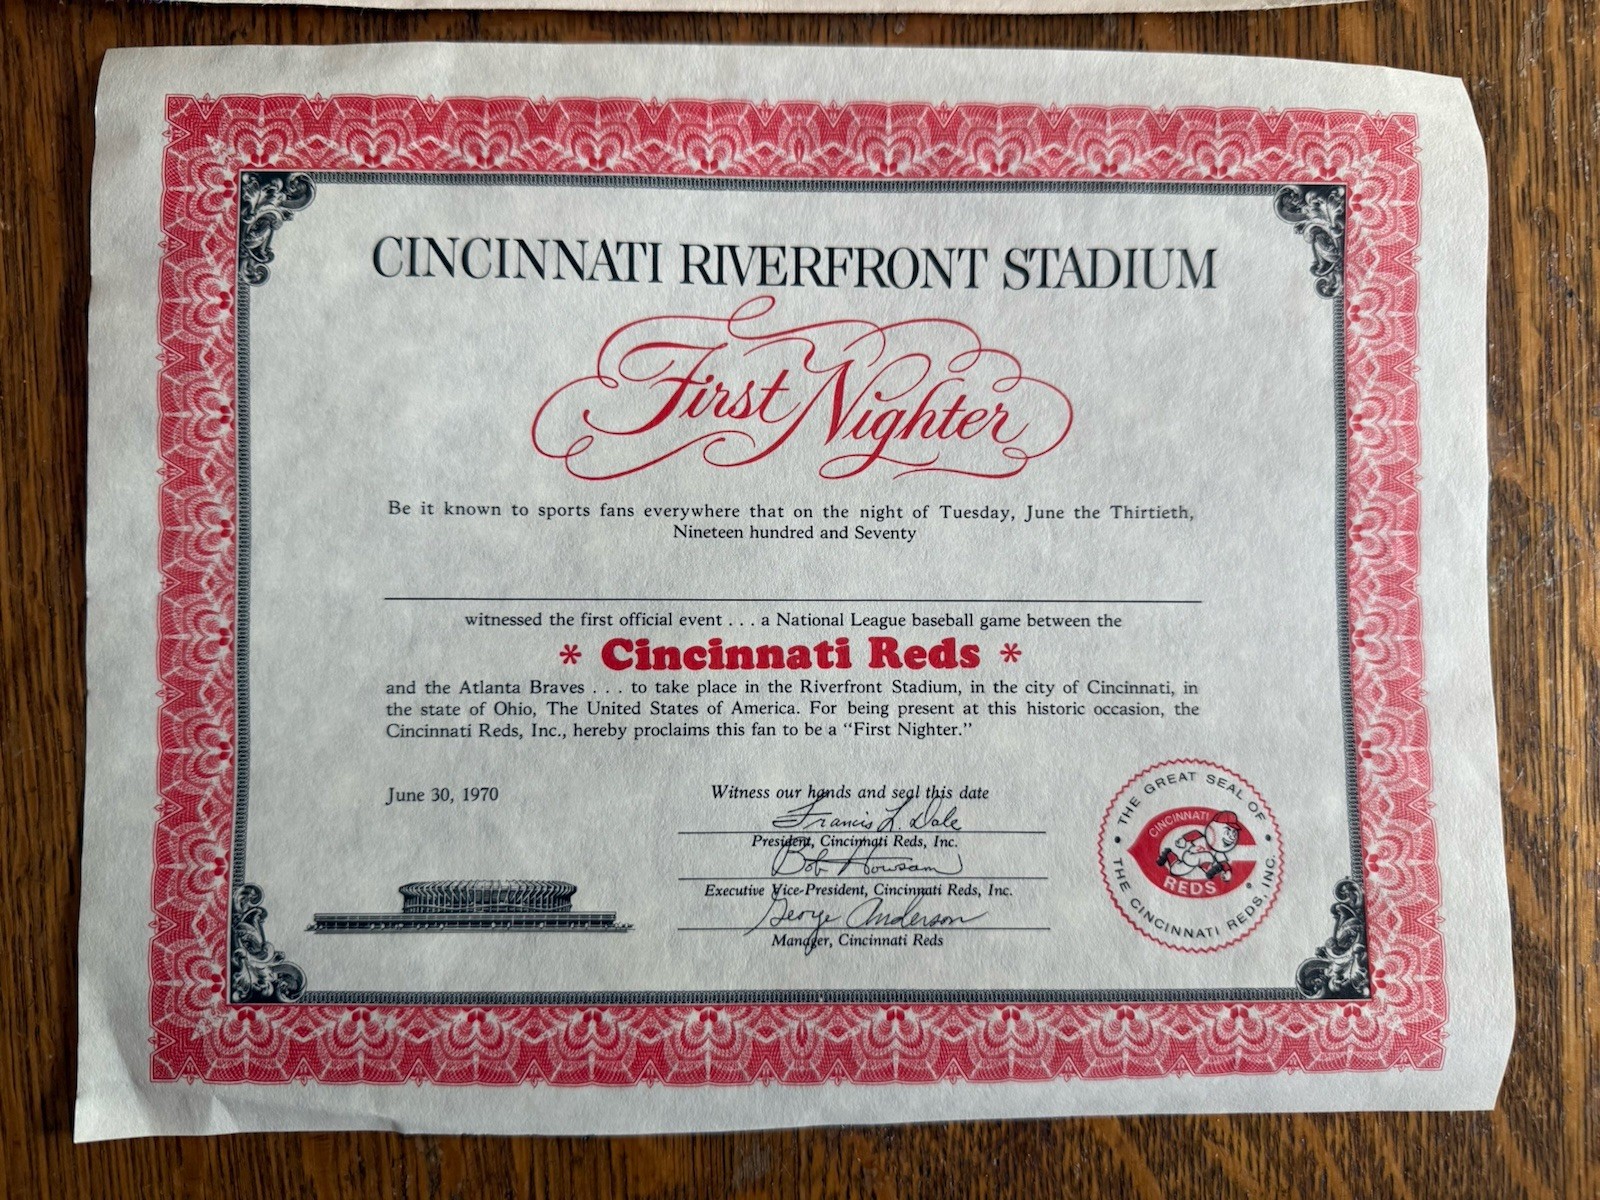 CINCINNATI RIVERFRONT STADIUM
First Nighter
Be it known to sports fans everywhere that on the night of Tuesday, June the Thirtieth,
Nineteen hundred and Seventy
witnessed the first official event . . . a National League baseball game between the
* Cincinnati Reds *
and the Atlanta Braves . . . to take place in the Riverfront Stadium, in the city of Cincinnati, in
the state of Ohio, The United States of America. For being present at this historic occasion, the
Cincinnati Reds, Inc., hereby proclaims this fan to be a “First Nighter.”
June 30, 1970
Witness our hands and seal this date
Francis L. Dale
President, Cincinnati Reds, Inc.
Bob Howsam
Executive Vice-President, Cincinnati Reds, Inc.
George Anderson
Manager, Cincinnati Reds
• THE GREAT SEAL OF •
THE CINCINNATI REDS, INC.
CINCINNATI
REDS